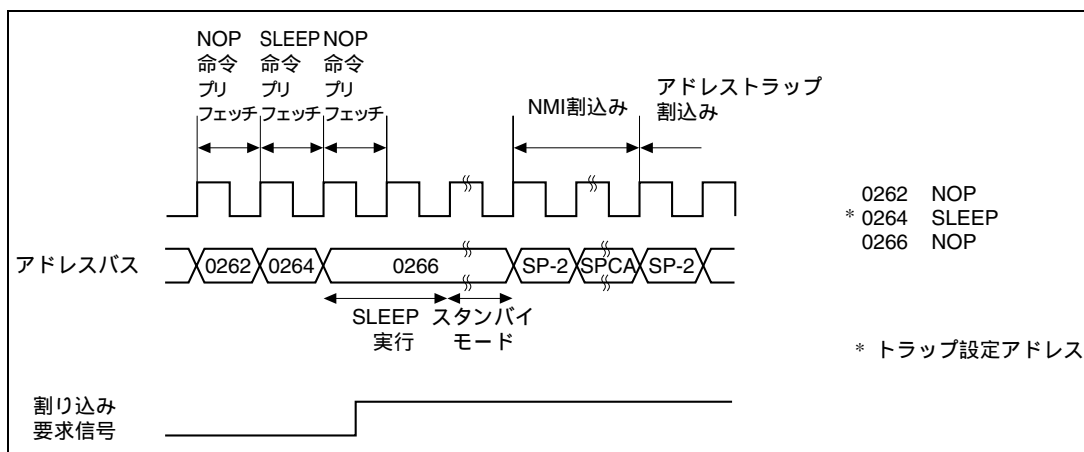 NOP
命令
プリ
フェッチ
SLEEP
命令
プリ
フェッチ
NOP
命令
プリ
フェッチ
NMI割込み
アドレストラップ
割込み
0262 NOP
* 0264 SLEEP
0266 NOP
アドレスバス
0262
0264
0266
SP-2
SPCA
SP-2
SLEEP
実行
スタンバイ
モード
* トラップ設定アドレス
割り込み
要求信号